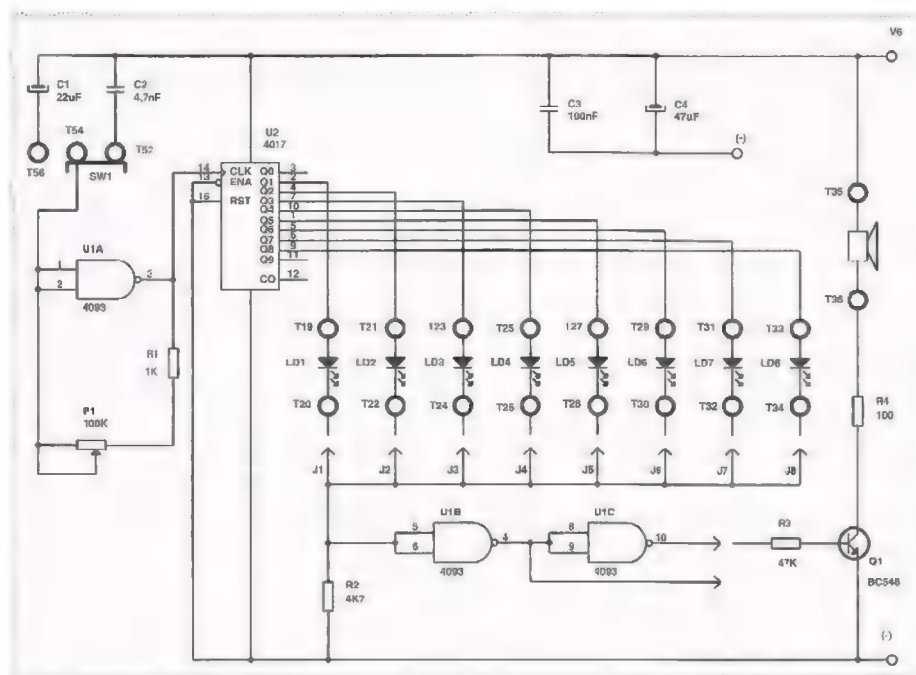 V6
C1
22uF
C2
4,7nF
C3
100nF
C4
47uF
(-)
T56
T54
T52
SW1
U2
4017
14
13
15
CLK
ENA
RST
Q0
Q1
Q2
Q3
Q4
Q5
Q6
Q7
Q8
Q9
CO
3
2
4
7
10
1
5
6
9
11
12
T35
T36
U1A
1
2
3
4093
R1
1K
P1
100K
T19
T21
T23
T25
T27
T29
T31
T33
LD1
LD2
LD3
LD4
LD5
LD6
LD7
LD8
T20
T22
T24
T26
T28
T30
T32
T34
R4
100
J1
J2
J3
J4
J5
J6
J7
J8
U1B
5
6
4
4093
U1C
8
9
10
4093
R3
47K
Q1
BC548
R2
4K7
(-)